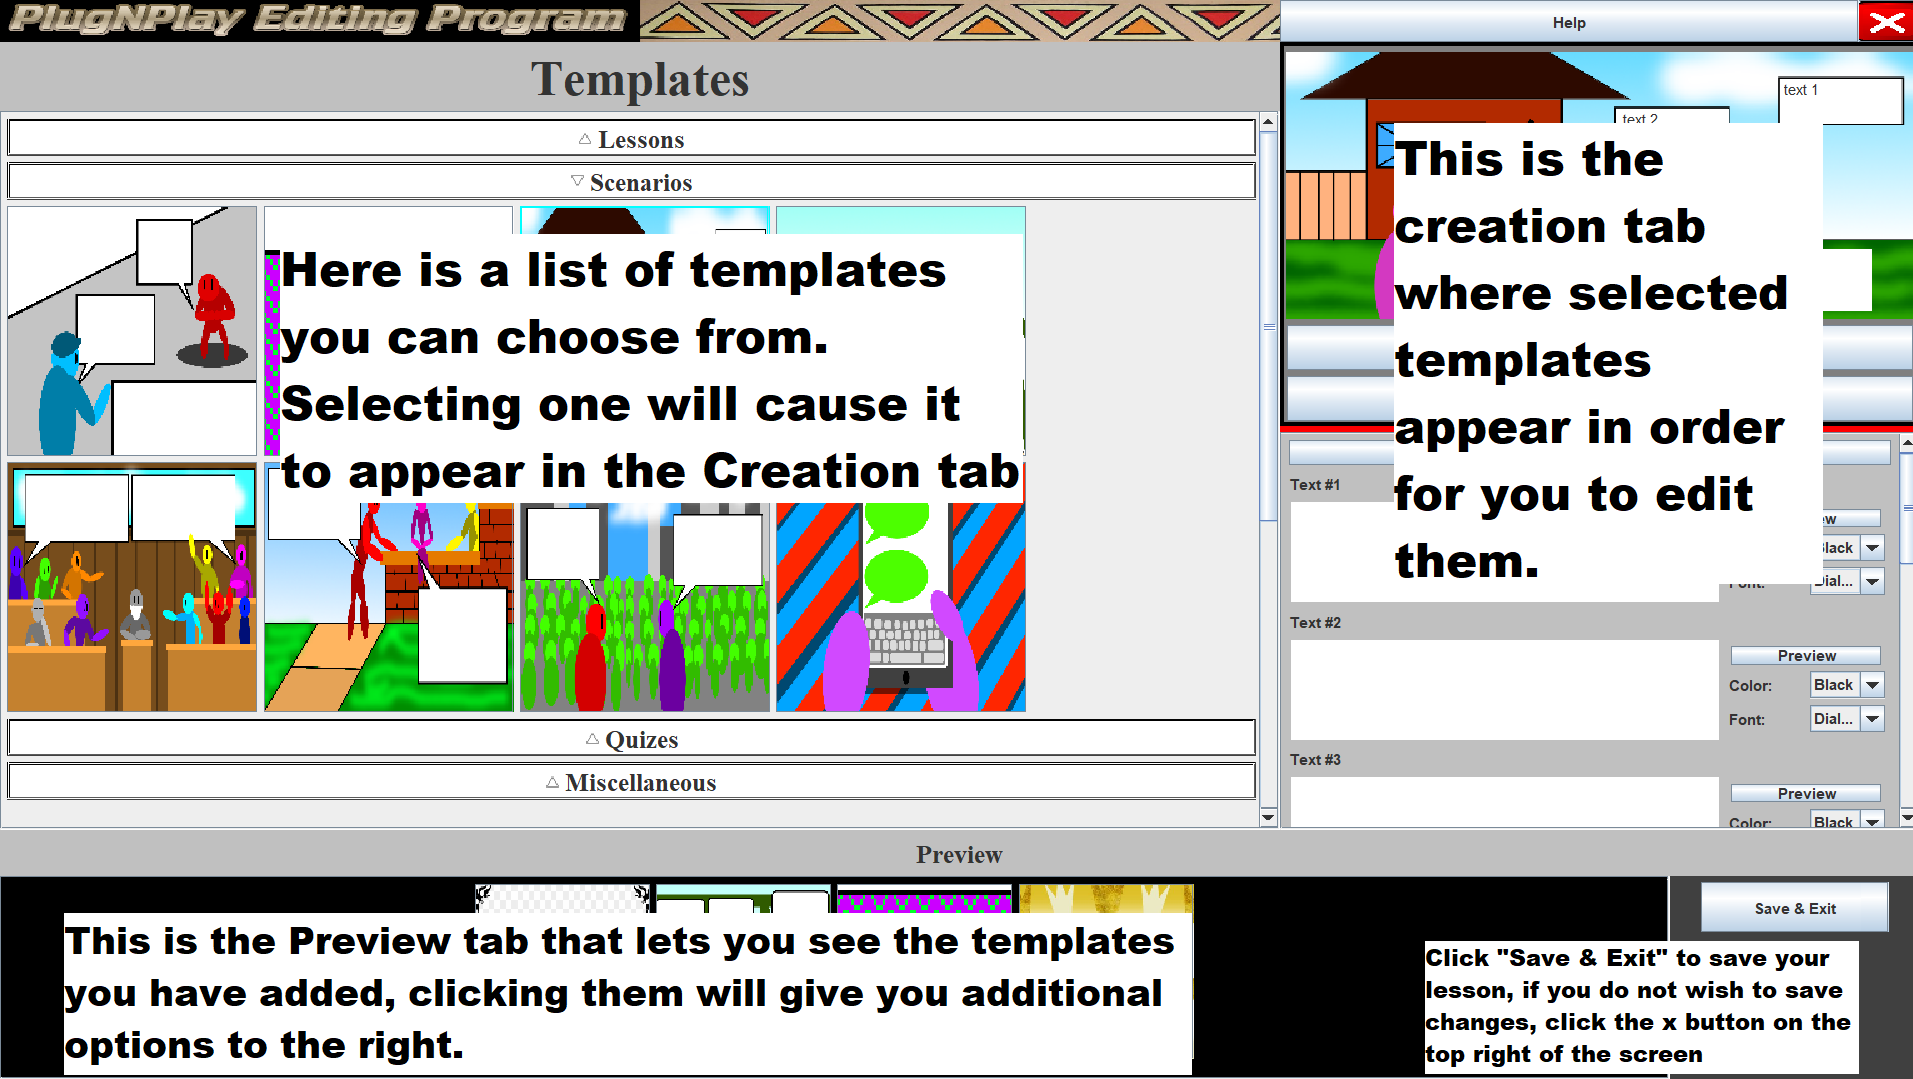 PlugNPlay Editing Program
Help
Templates
Lessons
Scenarios
text 1
text 2
Here is a list of templates
you can choose from.
Selecting one will cause it
to appear in the Creation tab
This is the
creation tab
where selected
templates
appear in order
for you to edit
them.
Text #1
Black
Font:
Dial...
Text #2
Preview
Color:
Black
Font:
Dial...
Text #3
Preview
Color:
Black
Quizes
Miscellaneous
Preview
Save & Exit
This is the Preview tab that lets you see the templates
you have added, clicking them will give you additional
options to the right.
Click "Save & Exit" to save your
lesson, if you do not wish to save
changes, click the x button on the
top right of the screen